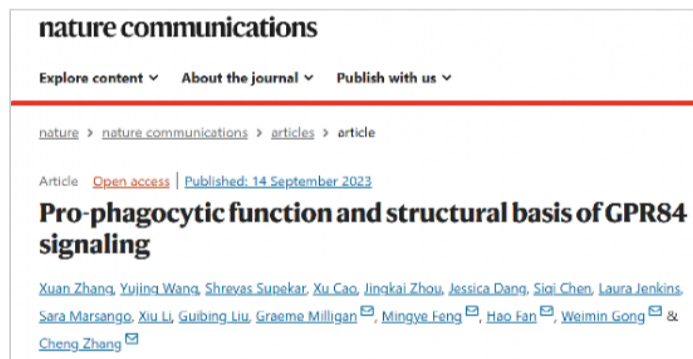 nature communications
Explore content About the journal Publish with us
nature > nature communications > articles > article
Article Open access | Published: 14 September 2023
Pro-phagocytic function and structural basis of GPR84
signaling
Xuan Zhang, Yujing Wang, Shreyas Supekar, Xu Cao, Jingkai Zhou, Jessica Dang, Siqi Chen, Laura Jenkins,
Sara Marsango, Xiu Li, Guibing Liu, Graeme Milligan, Mingye Feng, Hao Fan, Weimin Gong &
Cheng Zhang